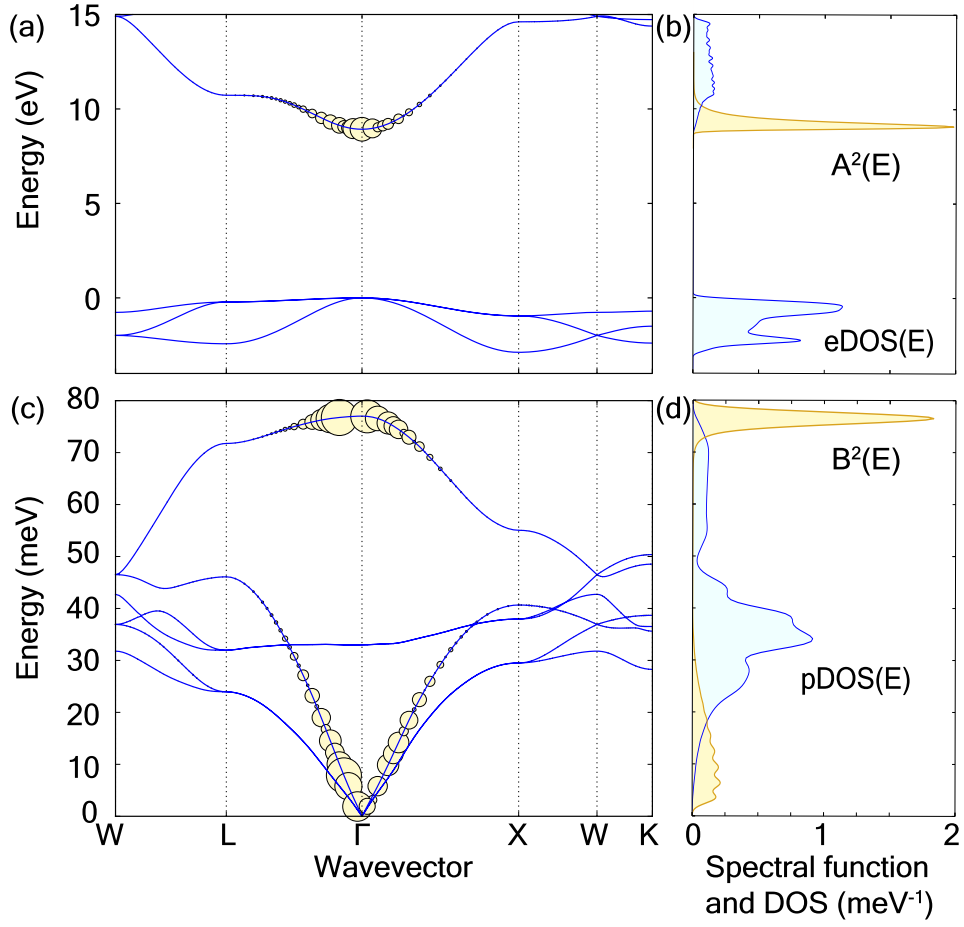 (a)
(b)
15
10
5
0
Energy (eV)
A²(E)
eDOS(E)
(c)
(d)
80
70
60
50
40
30
20
10
0
Energy (meV)
B²(E)
pDOS(E)
W L Γ X W K
0 1 2
Wavevector
Spectral function
and DOS (meV⁻¹)